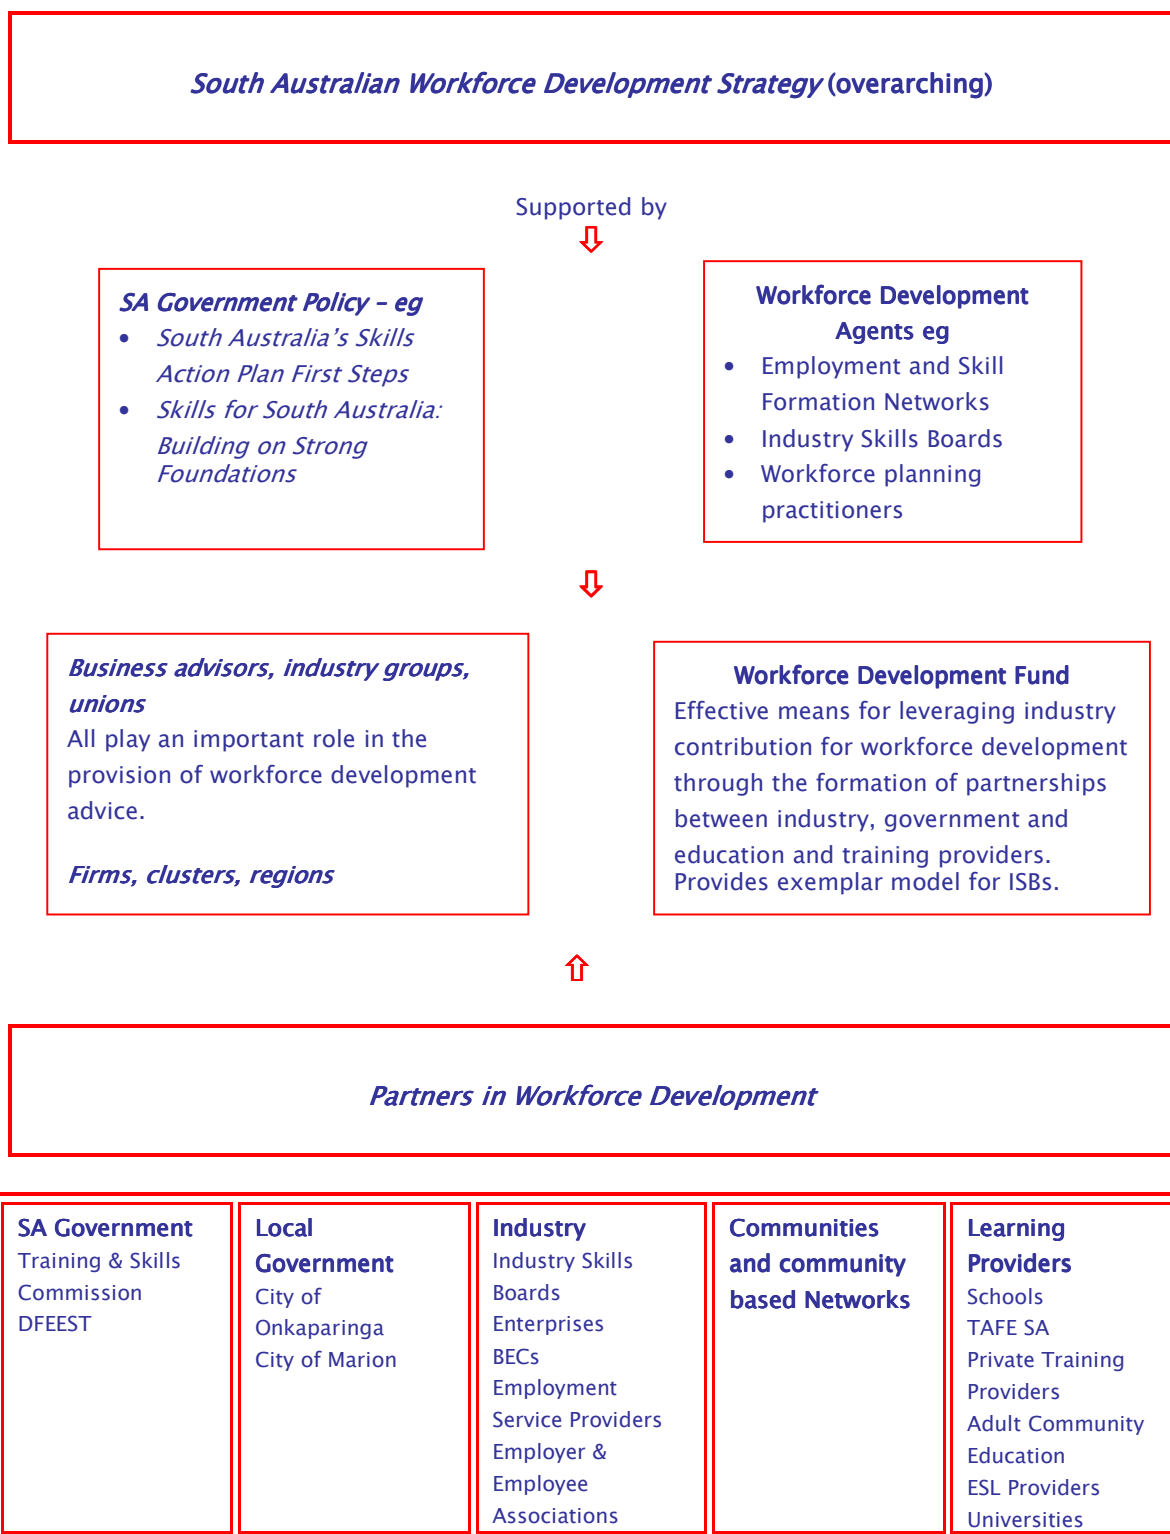 South Australian Workforce Development Strategy (overarching)
Supported by
SA Government Policy – eg
• South Australia's Skills
Action Plan First Steps
• Skills for South Australia:
Building on Strong
Foundations
Workforce Development
Agents eg
• Employment and Skill
Formation Networks
• Industry Skills Boards
• Workforce planning
practitioners
Business advisors, industry groups,
unions
All play an important role in the
provision of workforce development
advice.
Firms, clusters, regions
Workforce Development Fund
Effective means for leveraging industry
contribution for workforce development
through the formation of partnerships
between industry, government and
education and training providers.
Provides exemplar model for ISBs.
Partners in Workforce Development
SA Government
Training & Skills
Commission
DFEEST
Local
Government
City of
Onkaparinga
City of Marion
Industry
Industry Skills
Boards
Enterprises
BECs
Employment
Service Providers
Employer &
Employee
Associations
Communities
and community
based Networks
Learning
Providers
Schools
TAFE SA
Private Training
Providers
Adult Community
Education
ESL Providers
Universities